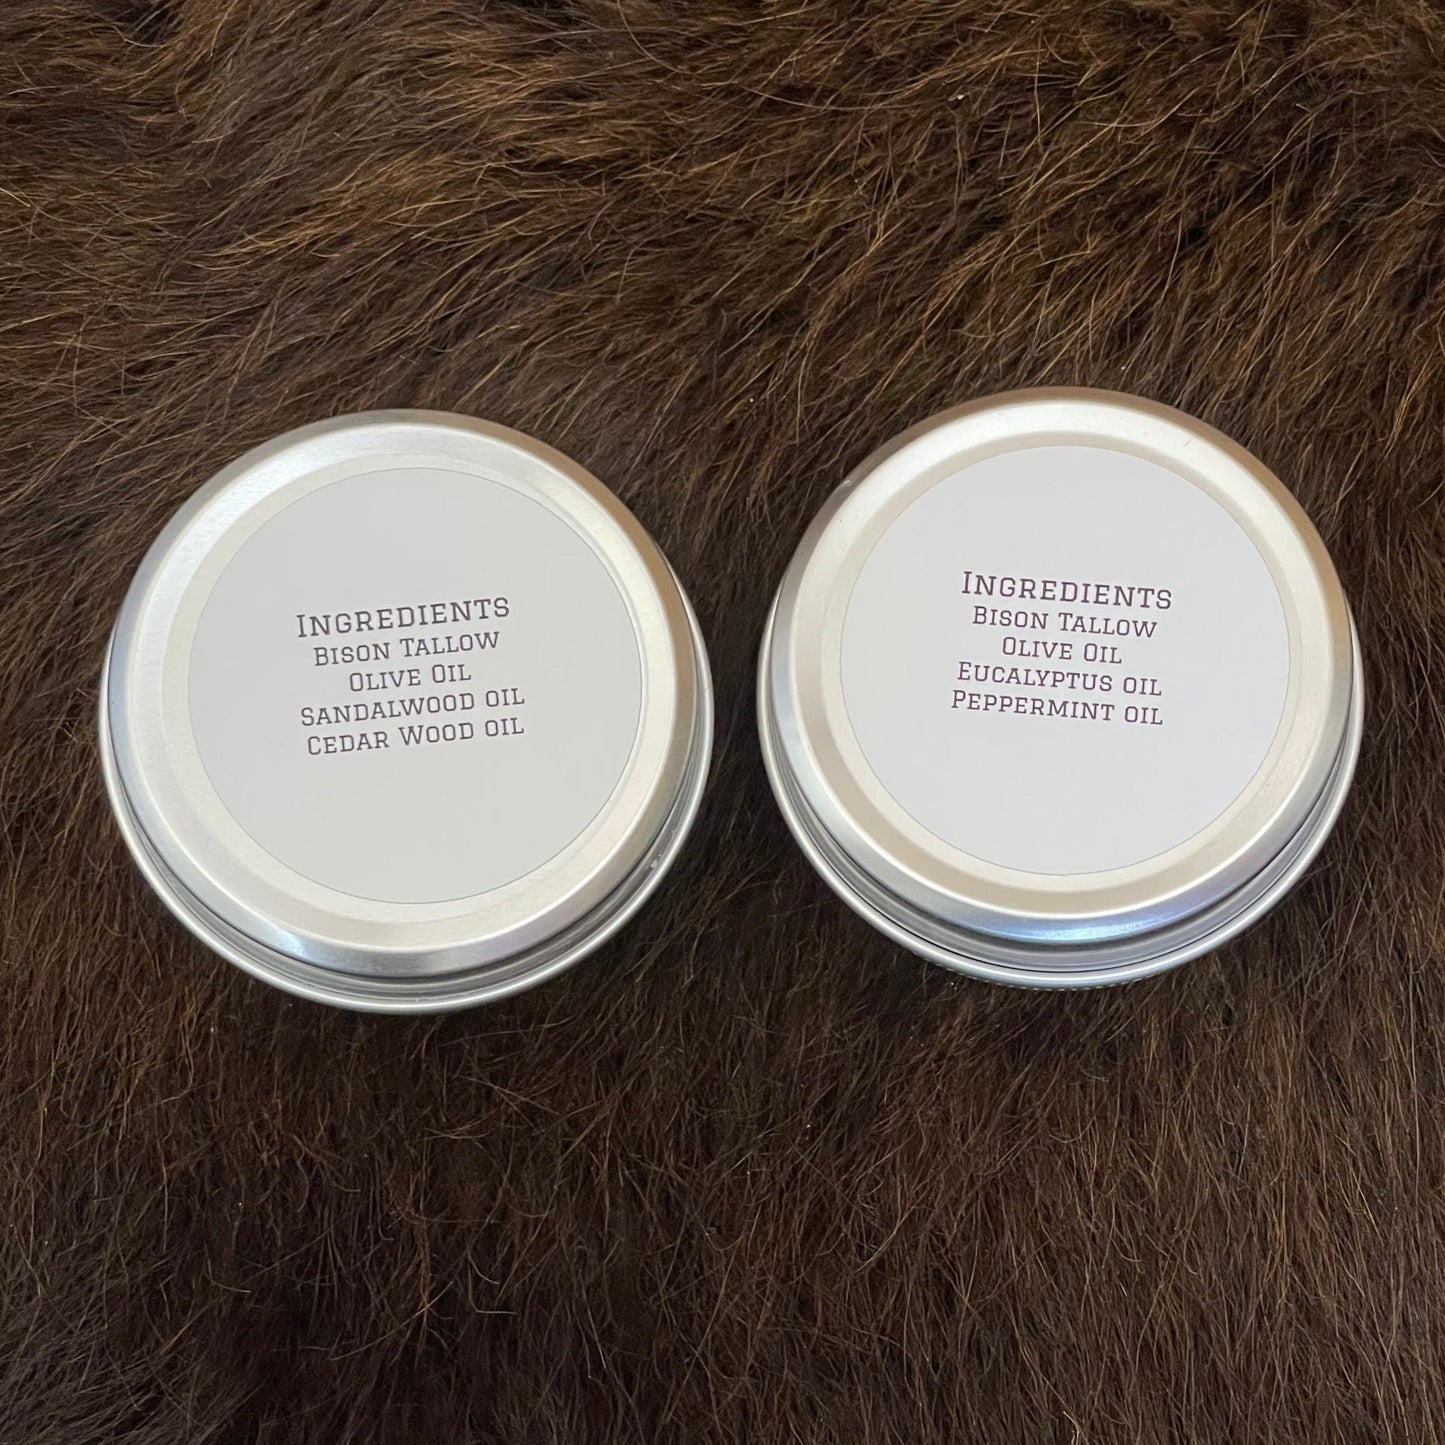 Ingredients
Bison Tallow
Olive Oil
Sandalwood oil
Cedar Wood oil
Ingredients
Bison Tallow
Olive Oil
Eucalyptus oil
Peppermint oil